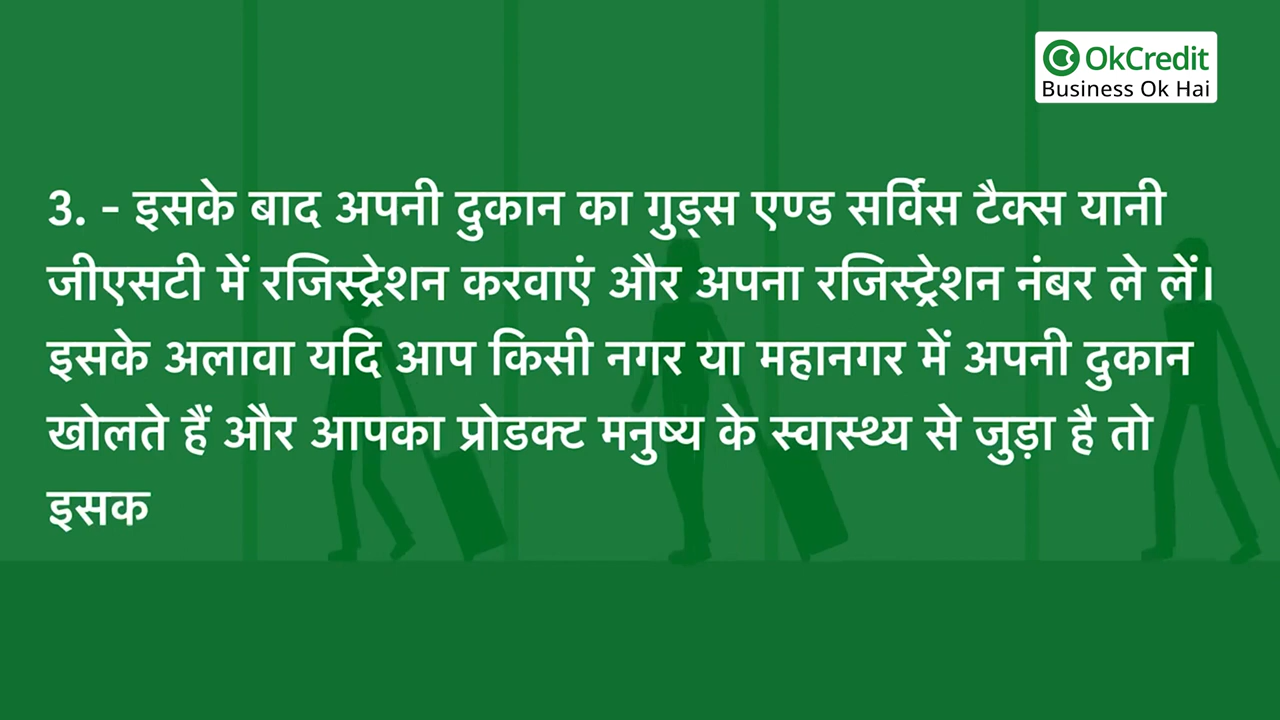 OkCredit
Business Ok Hai
3. - इसके बाद अपनी दुकान का गुड्स एण्ड सर्विस टैक्स यानी
जीएसटी में रजिस्ट्रेशन करवाएं और अपना रजिस्ट्रेशन नंबर ले लें।
इसके अलावा यदि आप किसी नगर या महानगर में अपनी दुकान
खोलते हैं और आपका प्रोडक्ट मनुष्य के स्वास्थ्य से जुड़ा है तो
इसक